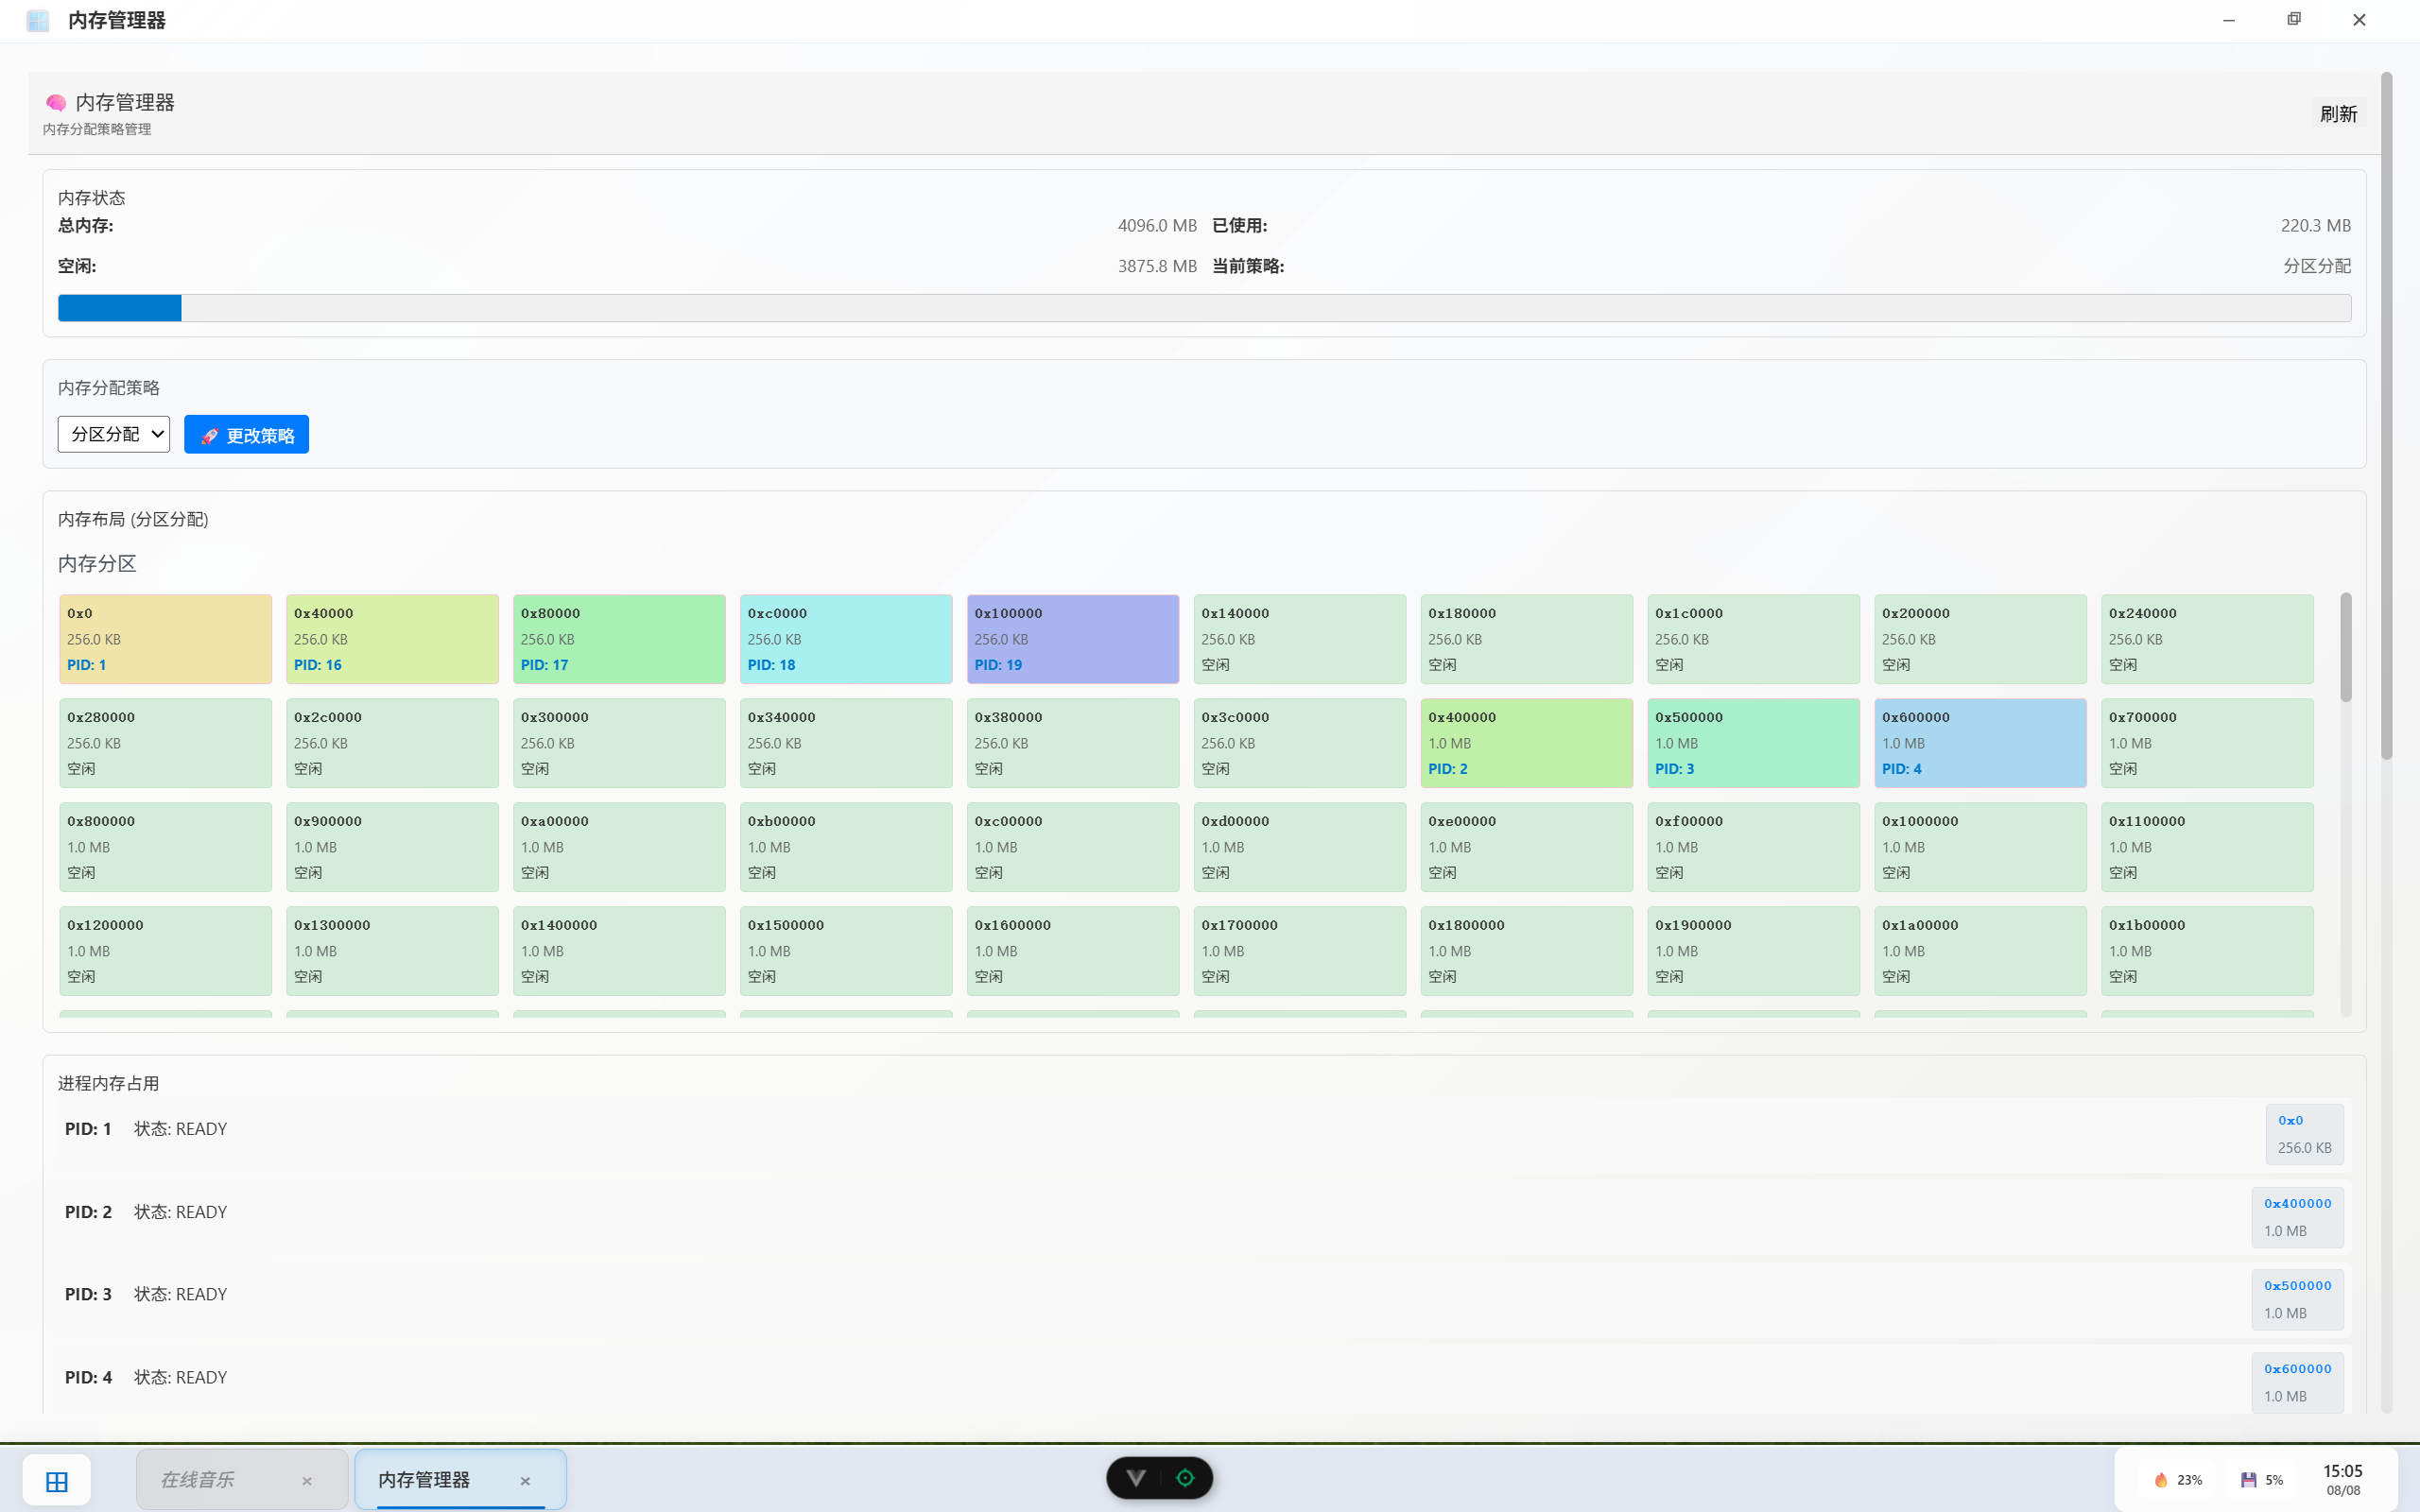 内存管理器
内存管理器
内存分配策略管理
刷新
内存状态
总内存: 4096.0 MB 已使用: 220.3 MB
空闲: 3875.8 MB 当前策略: 分区分配
内存分配策略
分区分配 更改策略
内存布局 (分区分配)
内存分区
0x0 0x40000 0x80000 0xc0000 0x100000 0x140000 0x180000 0x1c0000 0x200000 0x240000
256.0 KB 256.0 KB 256.0 KB 256.0 KB 256.0 KB 256.0 KB 256.0 KB 256.0 KB 256.0 KB 256.0 KB
PID: 1 PID: 16 PID: 17 PID: 18 PID: 19 空闲 空闲 空闲 空闲 空闲
0x280000 0x2c0000 0x300000 0x340000 0x380000 0x3c0000 0x400000 0x500000 0x600000 0x700000
256.0 KB 256.0 KB 256.0 KB 256.0 KB 256.0 KB 256.0 KB 1.0 MB 1.0 MB 1.0 MB 1.0 MB
空闲 空闲 空闲 空闲 空闲 空闲 PID: 2 PID: 3 PID: 4 空闲
0x800000 0x900000 0xa00000 0xb00000 0xc00000 0xd00000 0xe00000 0xf00000 0x1000000 0x1100000
1.0 MB 1.0 MB 1.0 MB 1.0 MB 1.0 MB 1.0 MB 1.0 MB 1.0 MB 1.0 MB 1.0 MB
空闲 空闲 空闲 空闲 空闲 空闲 空闲 空闲 空闲 空闲
0x1200000 0x1300000 0x1400000 0x1500000 0x1600000 0x1700000 0x1800000 0x1900000 0x1a00000 0x1b00000
1.0 MB 1.0 MB 1.0 MB 1.0 MB 1.0 MB 1.0 MB 1.0 MB 1.0 MB 1.0 MB 1.0 MB
空闲 空闲 空闲 空闲 空闲 空闲 空闲 空闲 空闲 空闲
进程内存占用
PID: 1 状态: READY 0x0
256.0 KB
PID: 2 状态: READY 0x400000
1.0 MB
PID: 3 状态: READY 0x500000
1.0 MB
PID: 4 状态: READY 0x600000
1.0 MB
在线音乐 × 内存管理器 × 23% 5% 15:05
08/08